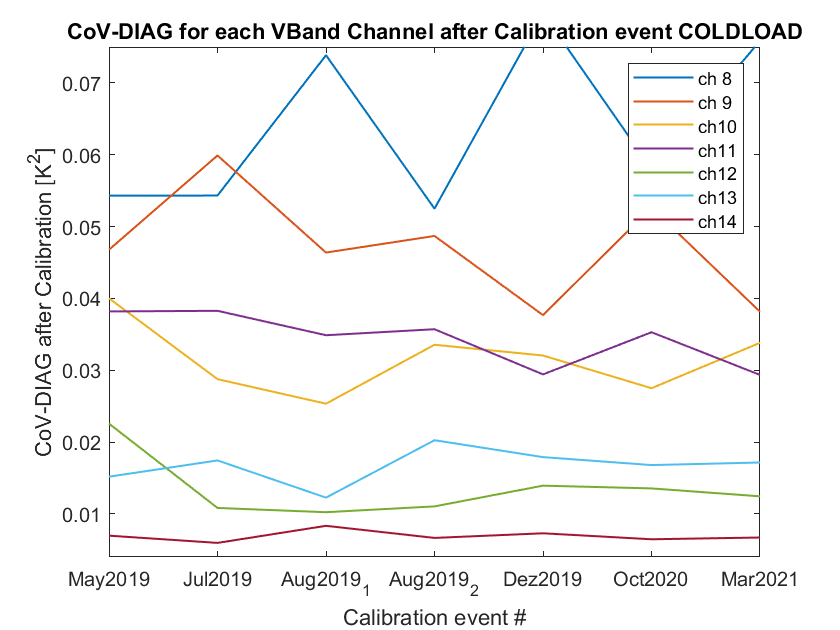 CoV-DIAG for each VBand Channel after Calibration event COLDLOAD
CoV-DIAG after Calibration [K²]
0.07
0.06
0.05
0.04
0.03
0.02
0.01
ch 8
ch 9
ch10
ch11
ch12
ch13
ch14
May2019 Jul2019 Aug2019₁ Aug2019₂ Dez2019 Oct2020 Mar2021
Calibration event #